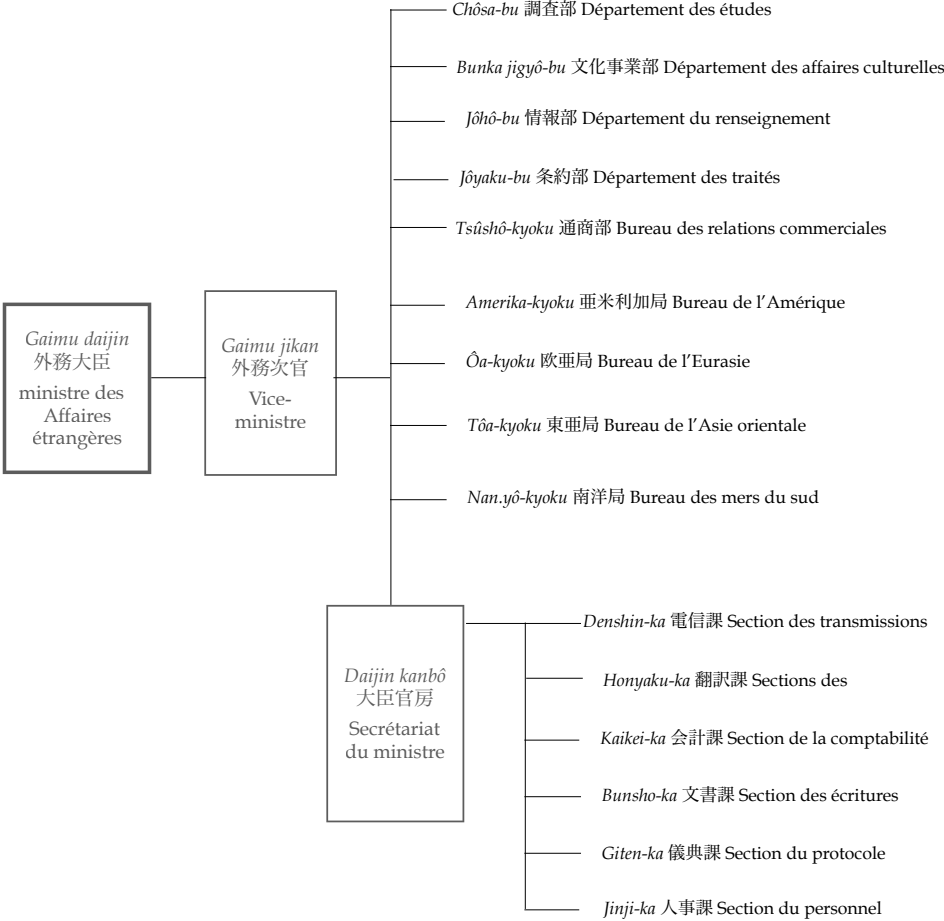 Chôsa-bu 調査部 Département des études
Bunka jigyô-bu 文化事業部 Département des affaires culturelles
Jôhô-bu 情報部 Département du renseignement
Jôyaku-bu 条約部 Département des traités
Tsûshô-kyoku 通商部 Bureau des relations commerciales
Amerika-kyoku 亜米利加局 Bureau de l'Amérique
Ôa-kyoku 欧亜局 Bureau de l'Eurasie
Tôa-kyoku 東亜局 Bureau de l'Asie orientale
Nan.yô-kyoku 南洋局 Bureau des mers du sud
Gaimu daijin
外務大臣
ministre des
Affaires
étrangères
Gaimu jikan
外務次官
Vice-
ministre
Daijin kanbô
大臣官房
Secrétariat
du ministre
Denshin-ka 電信課 Section des transmissions
Honyaku-ka 翻訳課 Sections des
Kaikei-ka 会計課 Section de la comptabilité
Bunsho-ka 文書課 Section des écritures
Giten-ka 儀典課 Section du protocole
Jinji-ka 人事課 Section du personnel